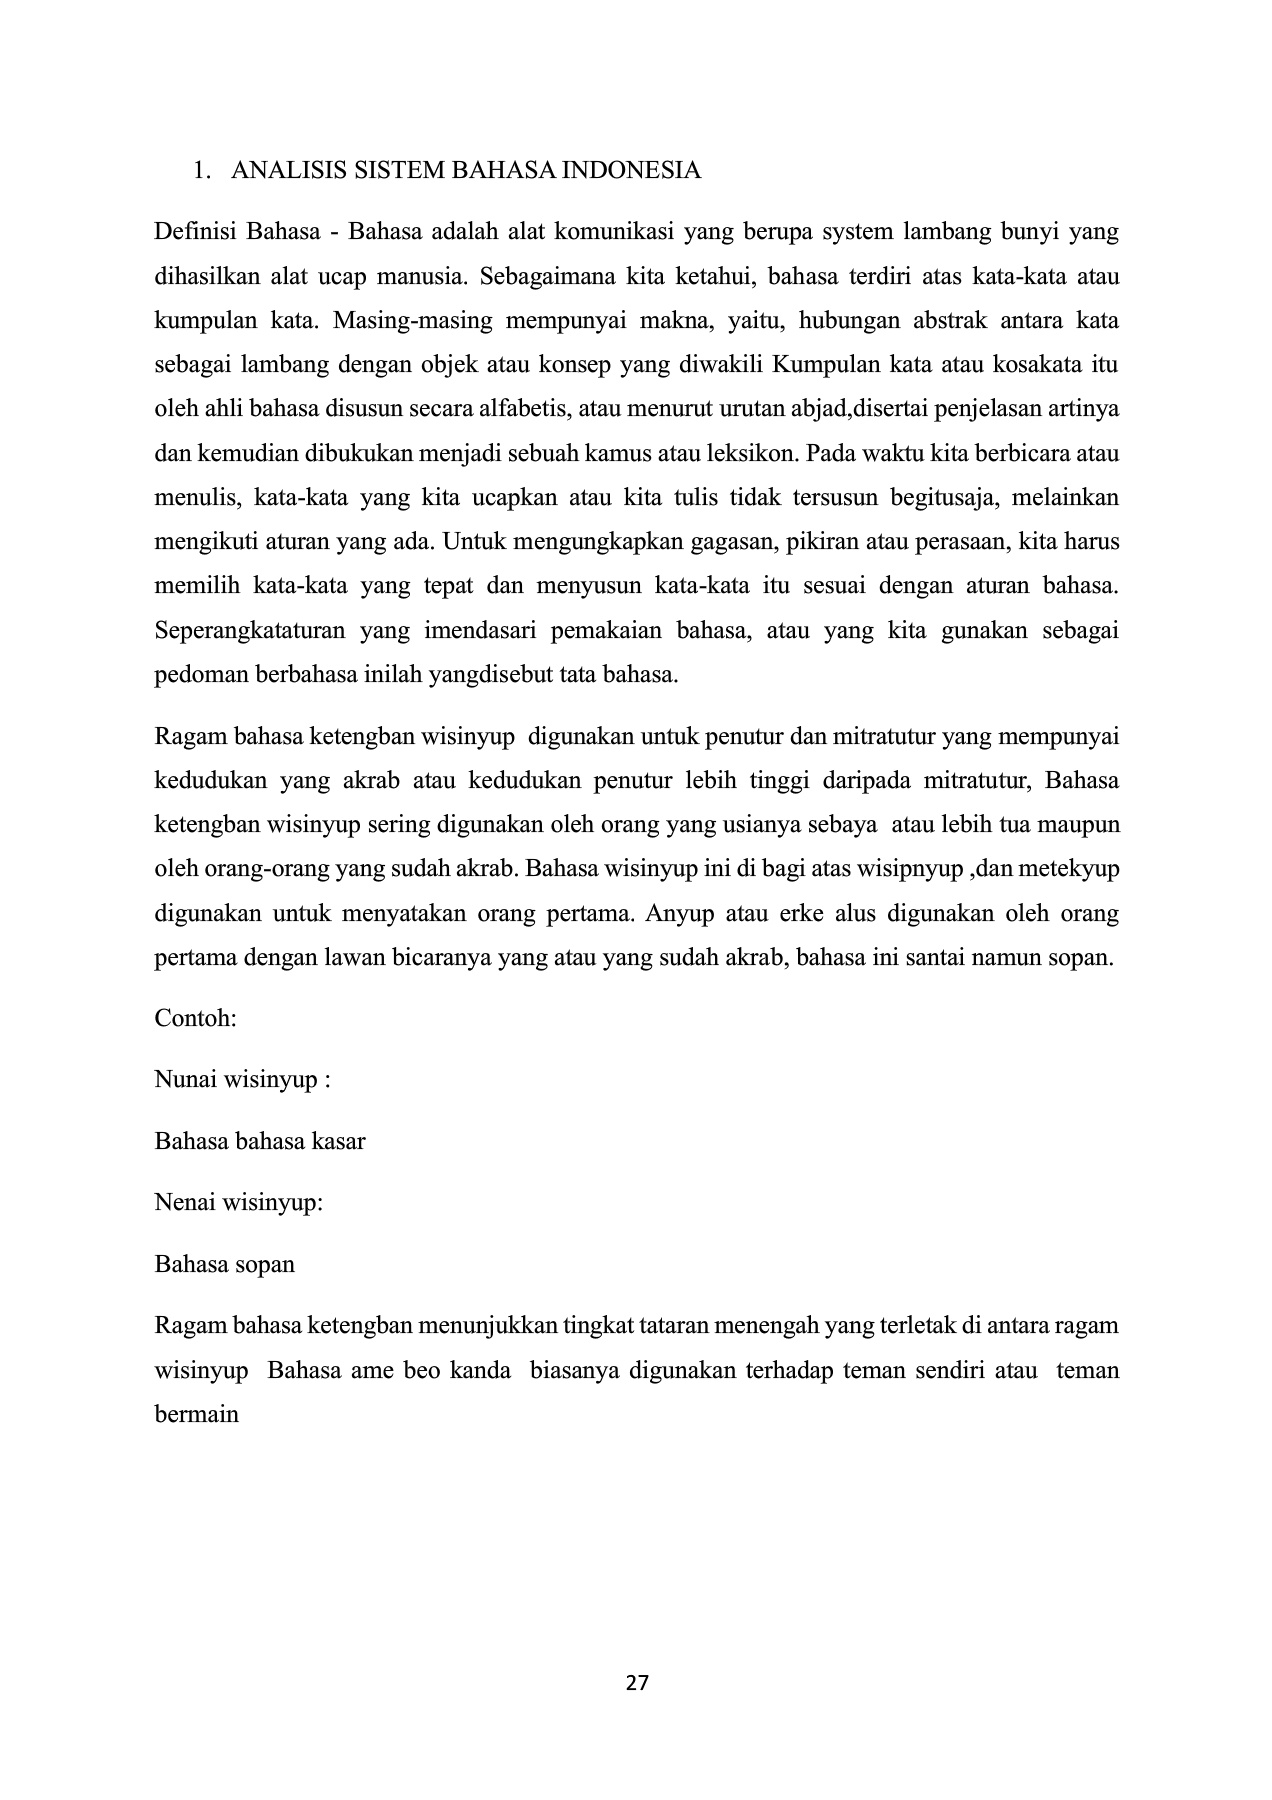 1. ANALISIS SISTEM BAHASA INDONESIA
Definisi Bahasa - Bahasa adalah alat komunikasi yang berupa system lambang bunyi yang
dihasilkan alat ucap manusia. Sebagaimana kita ketahui, bahasa terdiri atas kata-kata atau
kumpulan kata. Masing-masing mempunyai makna, yaitu, hubungan abstrak antara kata
sebagai lambang dengan objek atau konsep yang diwakili Kumpulan kata atau kosakata itu
oleh ahli bahasa disusun secara alfabetis, atau menurut urutan abjad,disertai penjelasan artinya
dan kemudian dibukukan menjadi sebuah kamus atau leksikon. Pada waktu kita berbicara atau
menulis, kata-kata yang kita ucapkan atau kita tulis tidak tersusun begitusaja, melainkan
mengikuti aturan yang ada. Untuk mengungkapkan gagasan, pikiran atau perasaan, kita harus
memilih kata-kata yang tepat dan menyusun kata-kata itu sesuai dengan aturan bahasa.
Seperangkataturan yang imendasari pemakaian bahasa, atau yang kita gunakan sebagai
pedoman berbahasa inilah yangdisebut tata bahasa.
Ragam bahasa ketengban wisinyup digunakan untuk penutur dan mitratutur yang mempunyai
kedudukan yang akrab atau kedudukan penutur lebih tinggi daripada mitratutur, Bahasa
ketengban wisinyup sering digunakan oleh orang yang usianya sebaya atau lebih tua maupun
oleh orang-orang yang sudah akrab. Bahasa wisinyup ini di bagi atas wisipnyup ,dan metekyup
digunakan untuk menyatakan orang pertama. Anyup atau erke alus digunakan oleh orang
pertama dengan lawan bicaranya yang atau yang sudah akrab, bahasa ini santai namun sopan.
Contoh:
Nunai wisinyup :
Bahasa bahasa kasar
Nenai wisinyup:
Bahasa sopan
Ragam bahasa ketengban menunjukkan tingkat tataran menengah yang terletak di antara ragam
wisinyup Bahasa ame beo kanda biasanya digunakan terhadap teman sendiri atau teman
bermain
27